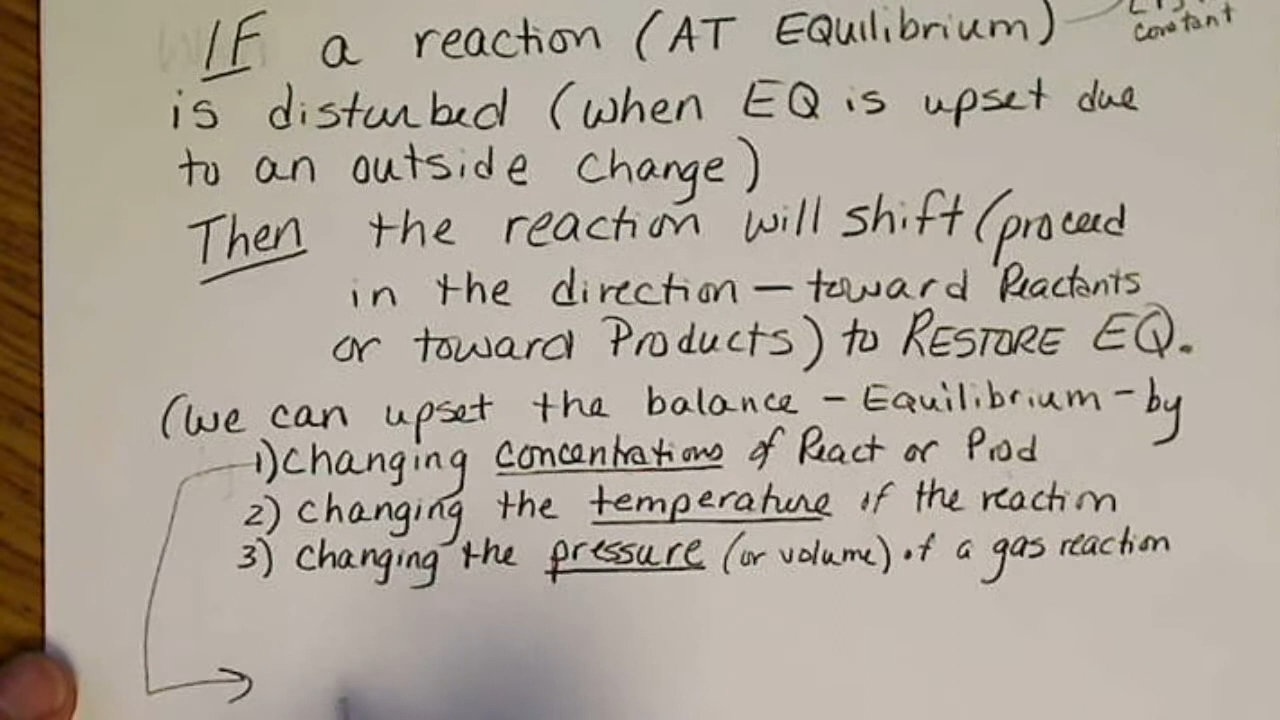 IF a reaction (AT EQuilibrium)
constant
is disturbed (when EQ is upset due
to an outside change)
Then the reaction will shift (proceed
in the direction - toward Reactants
or toward Products) to RESTORE EQ.
(we can upset the balance - Equilibrium - by
1) changing concentrations of React or Prod
2) changing the temperature of the reaction
3) changing the pressure (or volume) of a gas reaction